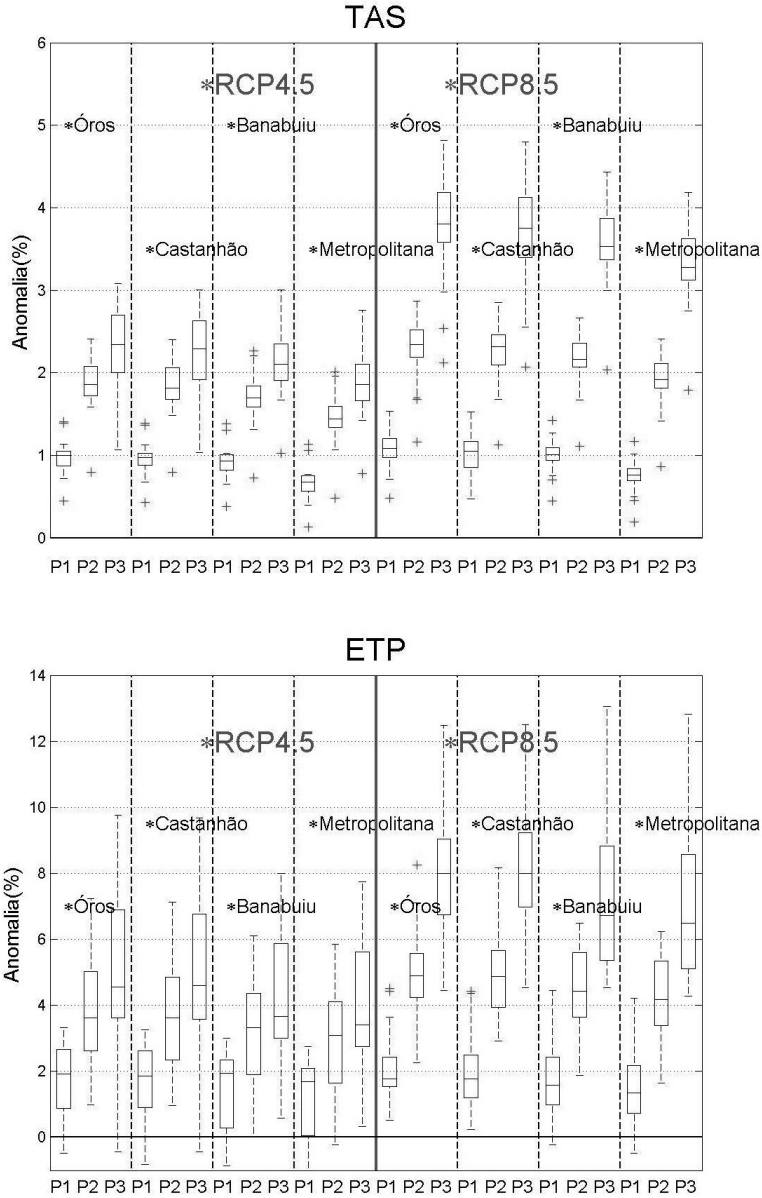 TAS
6
*RCP4.5 *RCP8.5
5 *Óros *Banabuiu *Óros *Banabuiu
4
*Castanhão *Metropolitana *Castanhão *Metropolitana
3
2
1
0
Anomalia(%)
P1 P2 P3 P1 P2 P3 P1 P2 P3 P1 P2 P3 P1 P2 P3 P1 P2 P3 P1 P2 P3 P1 P2 P3
ETP
14
12 *RCP4.5 *RCP8.5
10
*Castanhão *Metropolitana *Castanhão *Metropolitana
8
*Óros *Banabuiu *Óros *Banabuiu
6
4
2
0
Anomalia(%)
P1 P2 P3 P1 P2 P3 P1 P2 P3 P1 P2 P3 P1 P2 P3 P1 P2 P3 P1 P2 P3 P1 P2 P3